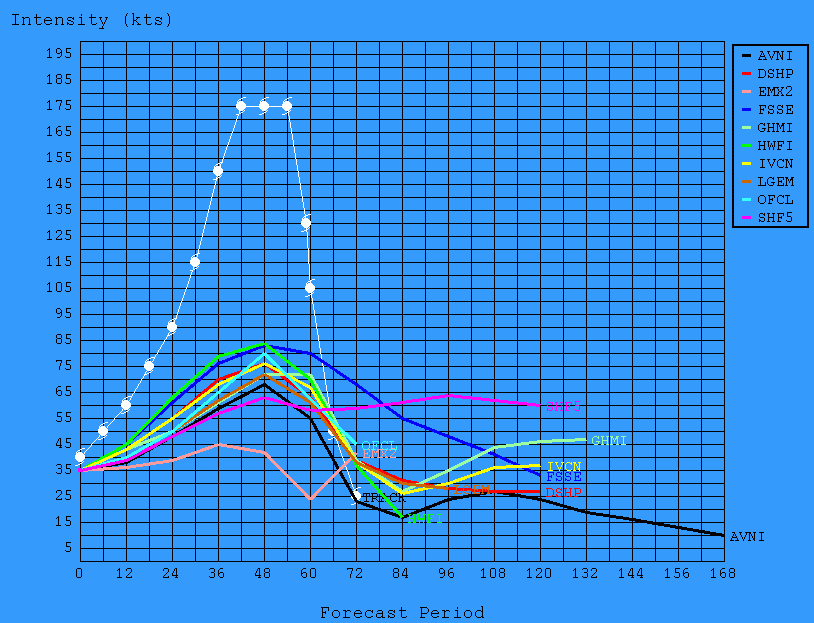 Intensity (kts)
195
185
175
165
155
145
135
125
115
105
95
85
75
65
55
45
35
25
15
5
0 12 24 36 48 60 72 84 96 108 120 132 144 156 168
Forecast Period
AVNI
DSHP
EMX2
FSSE
GHMI
HWFI
IVCN
LGEM
OFCL
SHF5
SHF5
GHMI
OFCL
EMX2
IVCN
FSSE
DSHP
TRACK
HWFI
AVNI